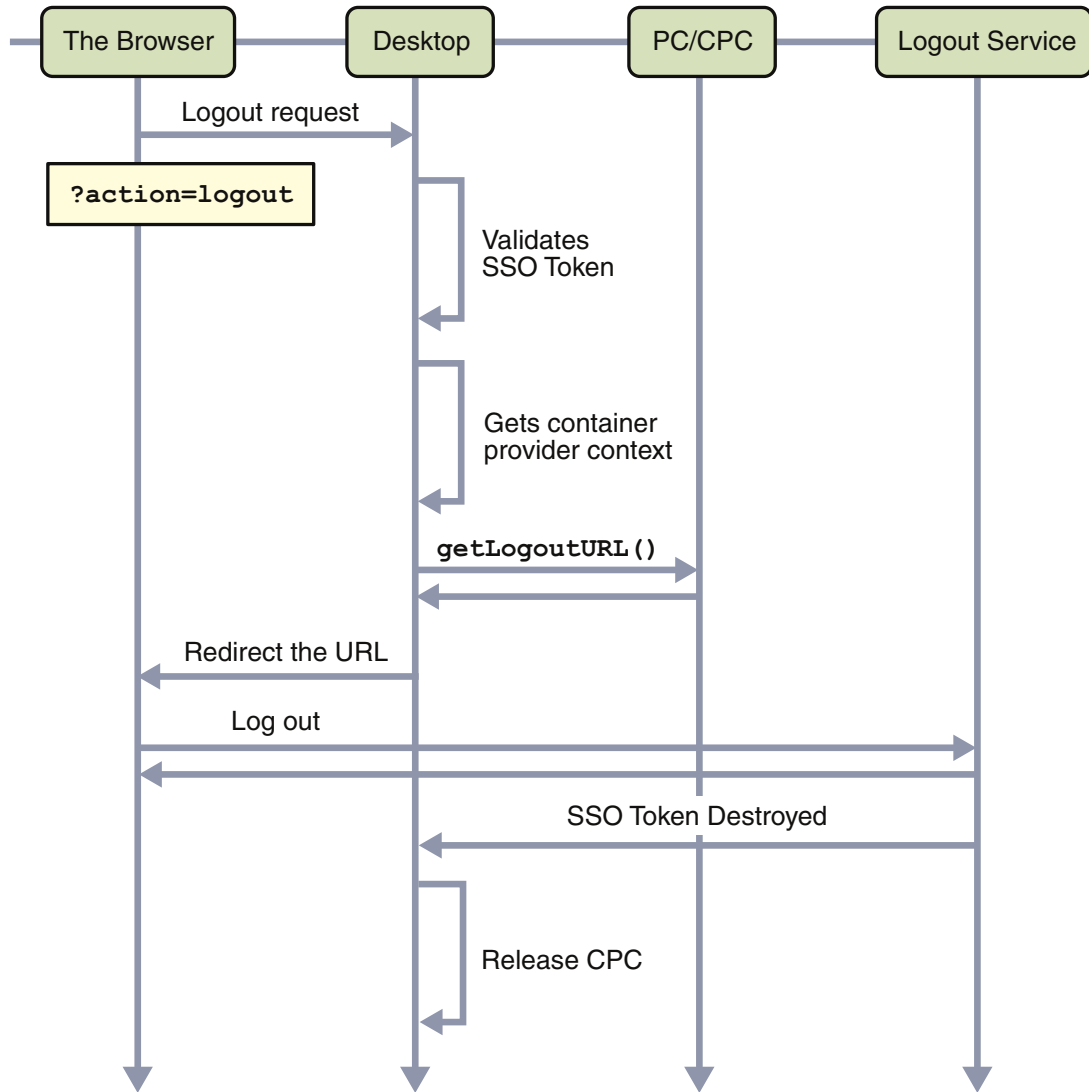 The Browser
Desktop
PC/CPC
Logout Service
Logout request
?action=logout
Validates
SSO Token
Gets container
provider context
getLogoutURL()
Redirect the URL
Log out
SSO Token Destroyed
Release CPC